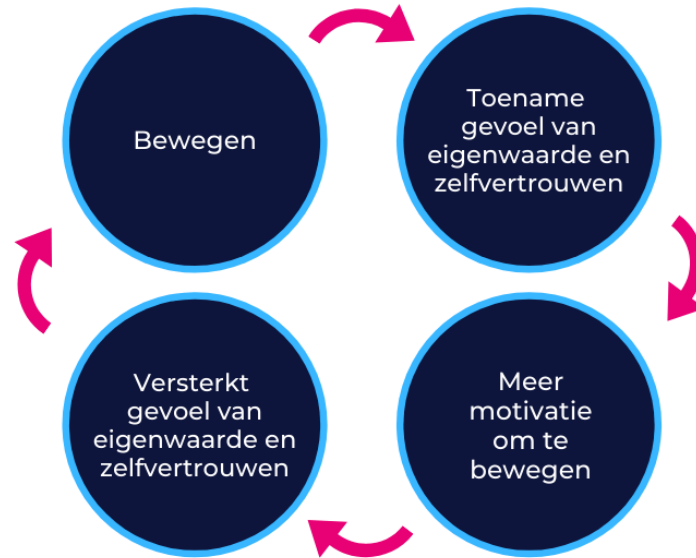 Bewegen
Toename
gevoel van
eigenwaarde en
zelfvertrouwen
Meer
motivatie
om te
bewegen
Versterkt
gevoel van
eigenwaarde en
zelfvertrouwen